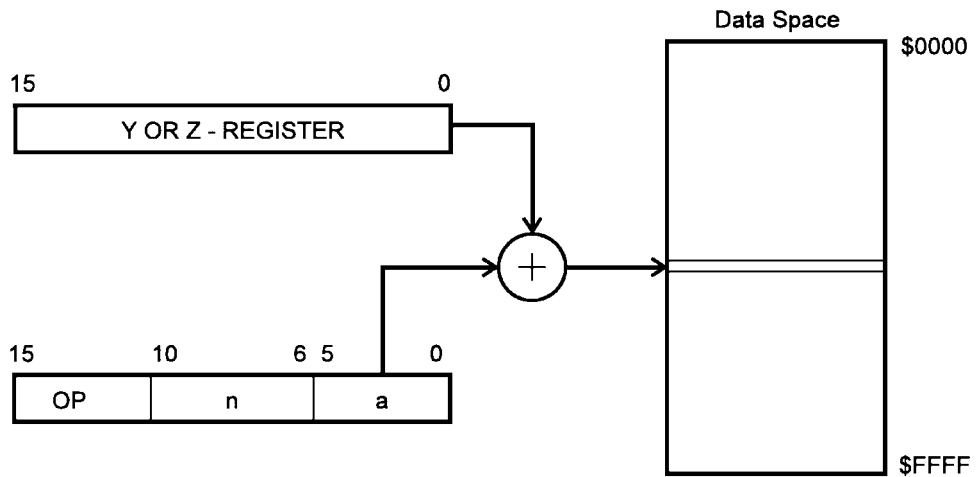 Data Space
$0000
15 0
Y OR Z - REGISTER
+
15 10 6 5 0
OP n a
$FFFF